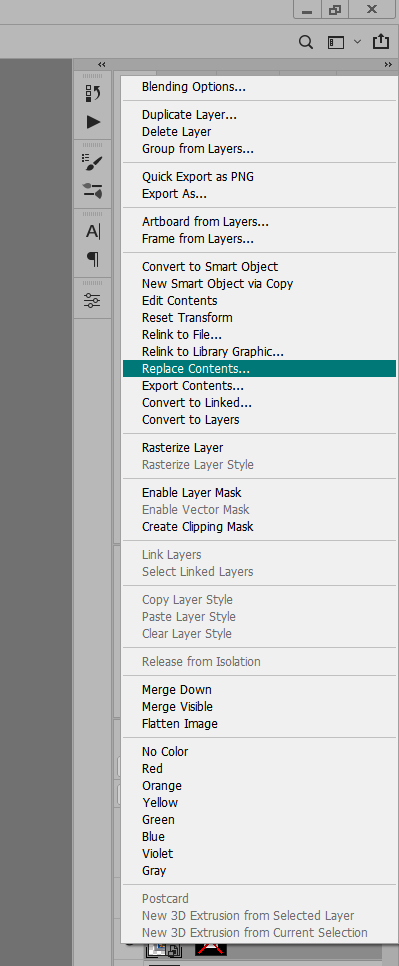 A|
Blending Options...
Duplicate Layer...
Delete Layer
Group from Layers...
Quick Export as PNG
Export As...
Artboard from Layers...
Frame from Layers...
Convert to Smart Object
New Smart Object via Copy
Edit Contents
Reset Transform
Relink to File...
Relink to Library Graphic...
Replace Contents...
Export Contents...
Convert to Linked...
Convert to Layers
Rasterize Layer
Rasterize Layer Style
Enable Layer Mask
Enable Vector Mask
Create Clipping Mask
Link Layers
Select Linked Layers
Copy Layer Style
Paste Layer Style
Clear Layer Style
Release from Isolation
Merge Down
Merge Visible
Flatten Image
No Color
Red
Orange
Yellow
Green
Blue
Violet
Gray
Postcard
New 3D Extrusion from Selected Layer
New 3D Extrusion from Current Selection